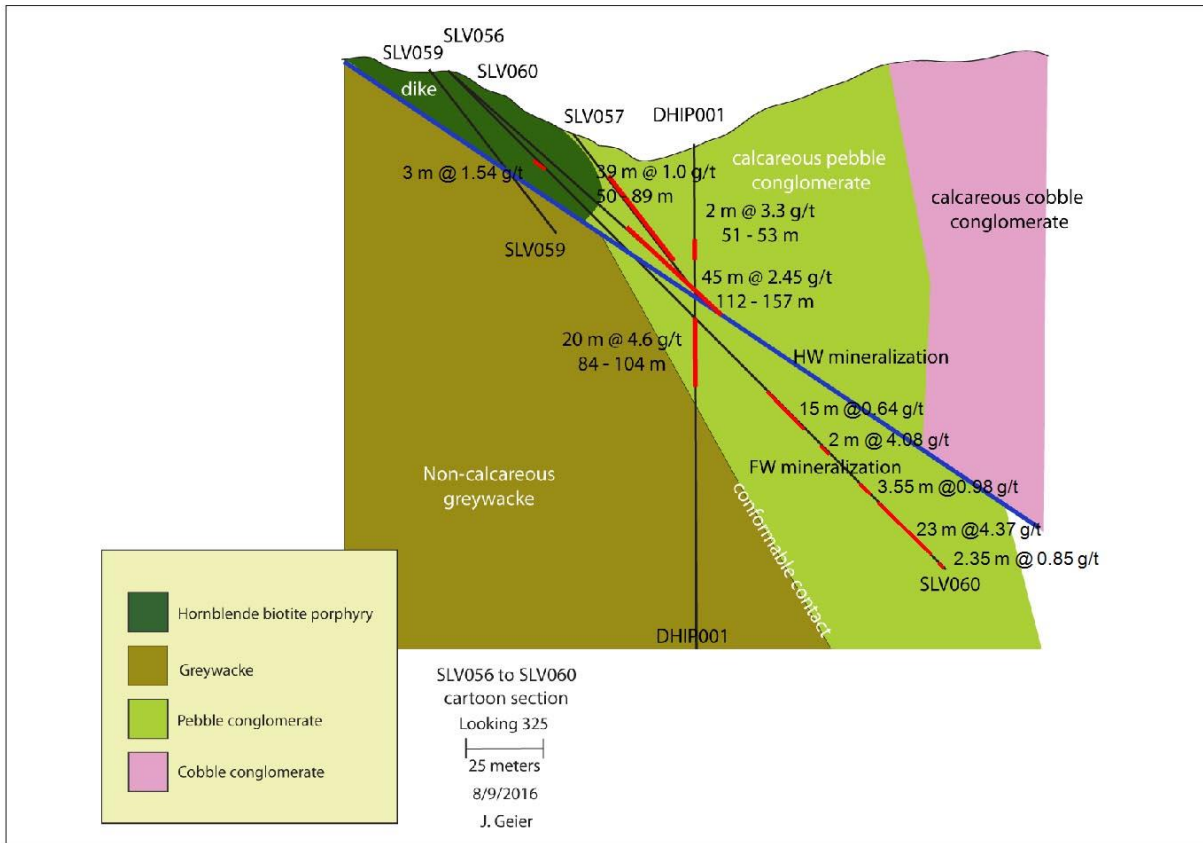 SLV056
SLV059
SLV060
dike
SLV057
DHIP001
3 m @ 1.54 g/t
39 m @ 1.0 g/t
50 - 89 m
calcareous pebble
conglomerate
calcareous cobble
conglomerate
2 m @ 3.3 g/t
51 - 53 m
SLV059
45 m @ 2.45 g/t
112 - 157 m
20 m @ 4.6 g/t
84 - 104 m
HW mineralization
15 m @0.64 g/t
2 m @ 4.08 g/t
FW mineralization
3.55 m @0.98 g/t
Non-calcareous
greywacke
conformable contact
23 m @4.37 g/t
2.35 m @ 0.85 g/t
SLV060
DHIP001
Hornblende biotite porphyry
Greywacke
Pebble conglomerate
Cobble conglomerate
SLV056 to SLV060
cartoon section
Looking 325
25 meters
8/9/2016
J. Geier